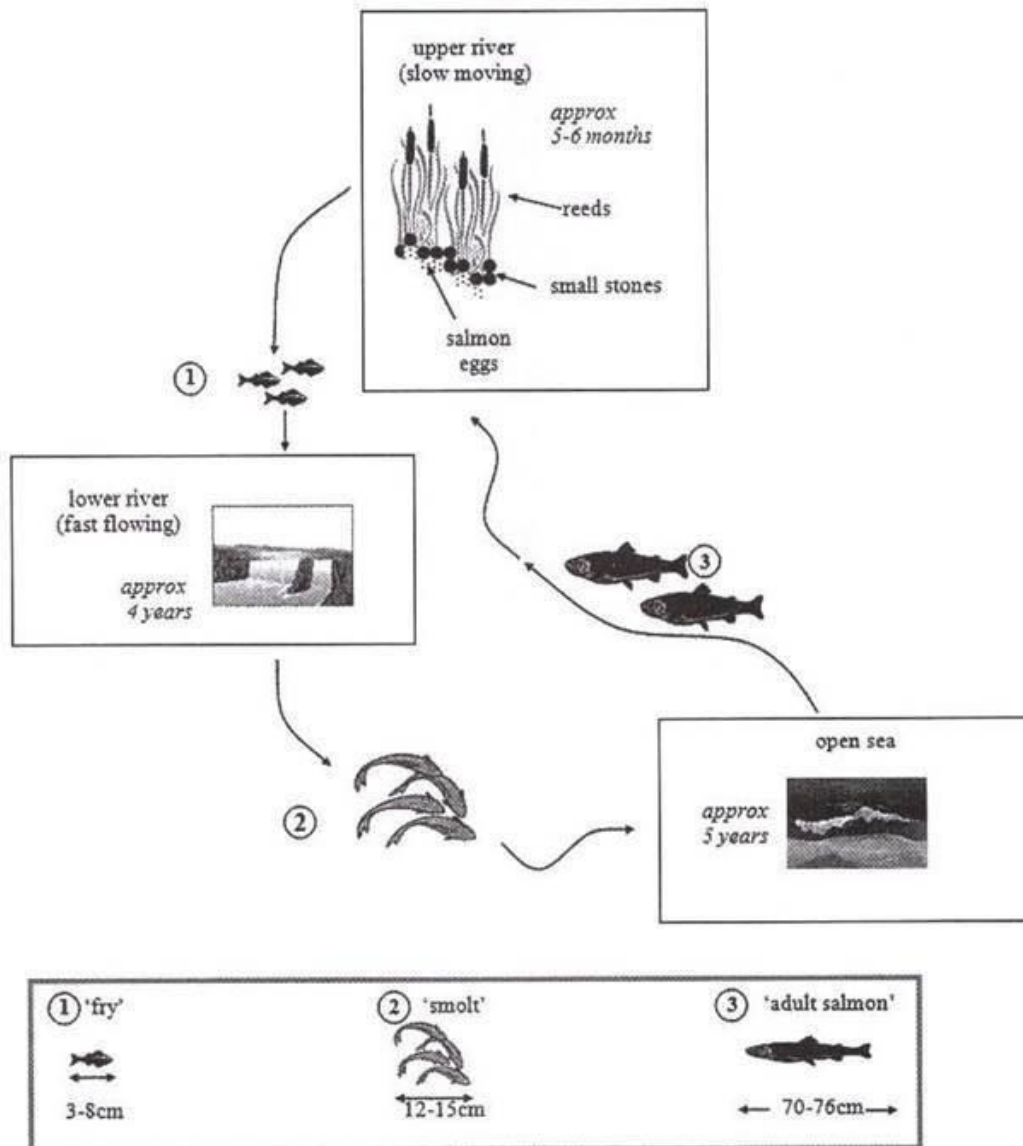 upper river
(slow moving)
approx
5-6 months
reeds
small stones
salmon
eggs
1
lower river
(fast flowing)
approx
4 years
3
open sea
approx
5 years
2
1 'fry'
3-8cm
2 'smolt'
12-15cm
3 'adult salmon'
70-76cm